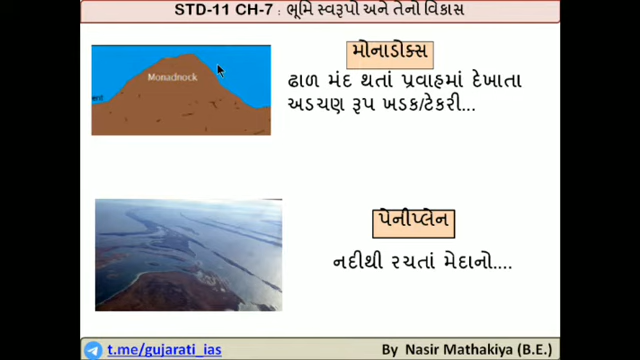 STD-11 CH-7 : ભૂમિ સ્વરૂપો અને તેનો વિકાસ
મોનાડોક્સ
Monadnock
ઢાળ મંદ થતાં પ્રવાહમાં દેખાતા
અડચણ રૂપ ખડક/ટેકરી...
પેનીપ્લેન
નદીથી રચતાં મેદાનો....
t.me/gujarati_ias
By Nasir Mathakiya (B.E.)